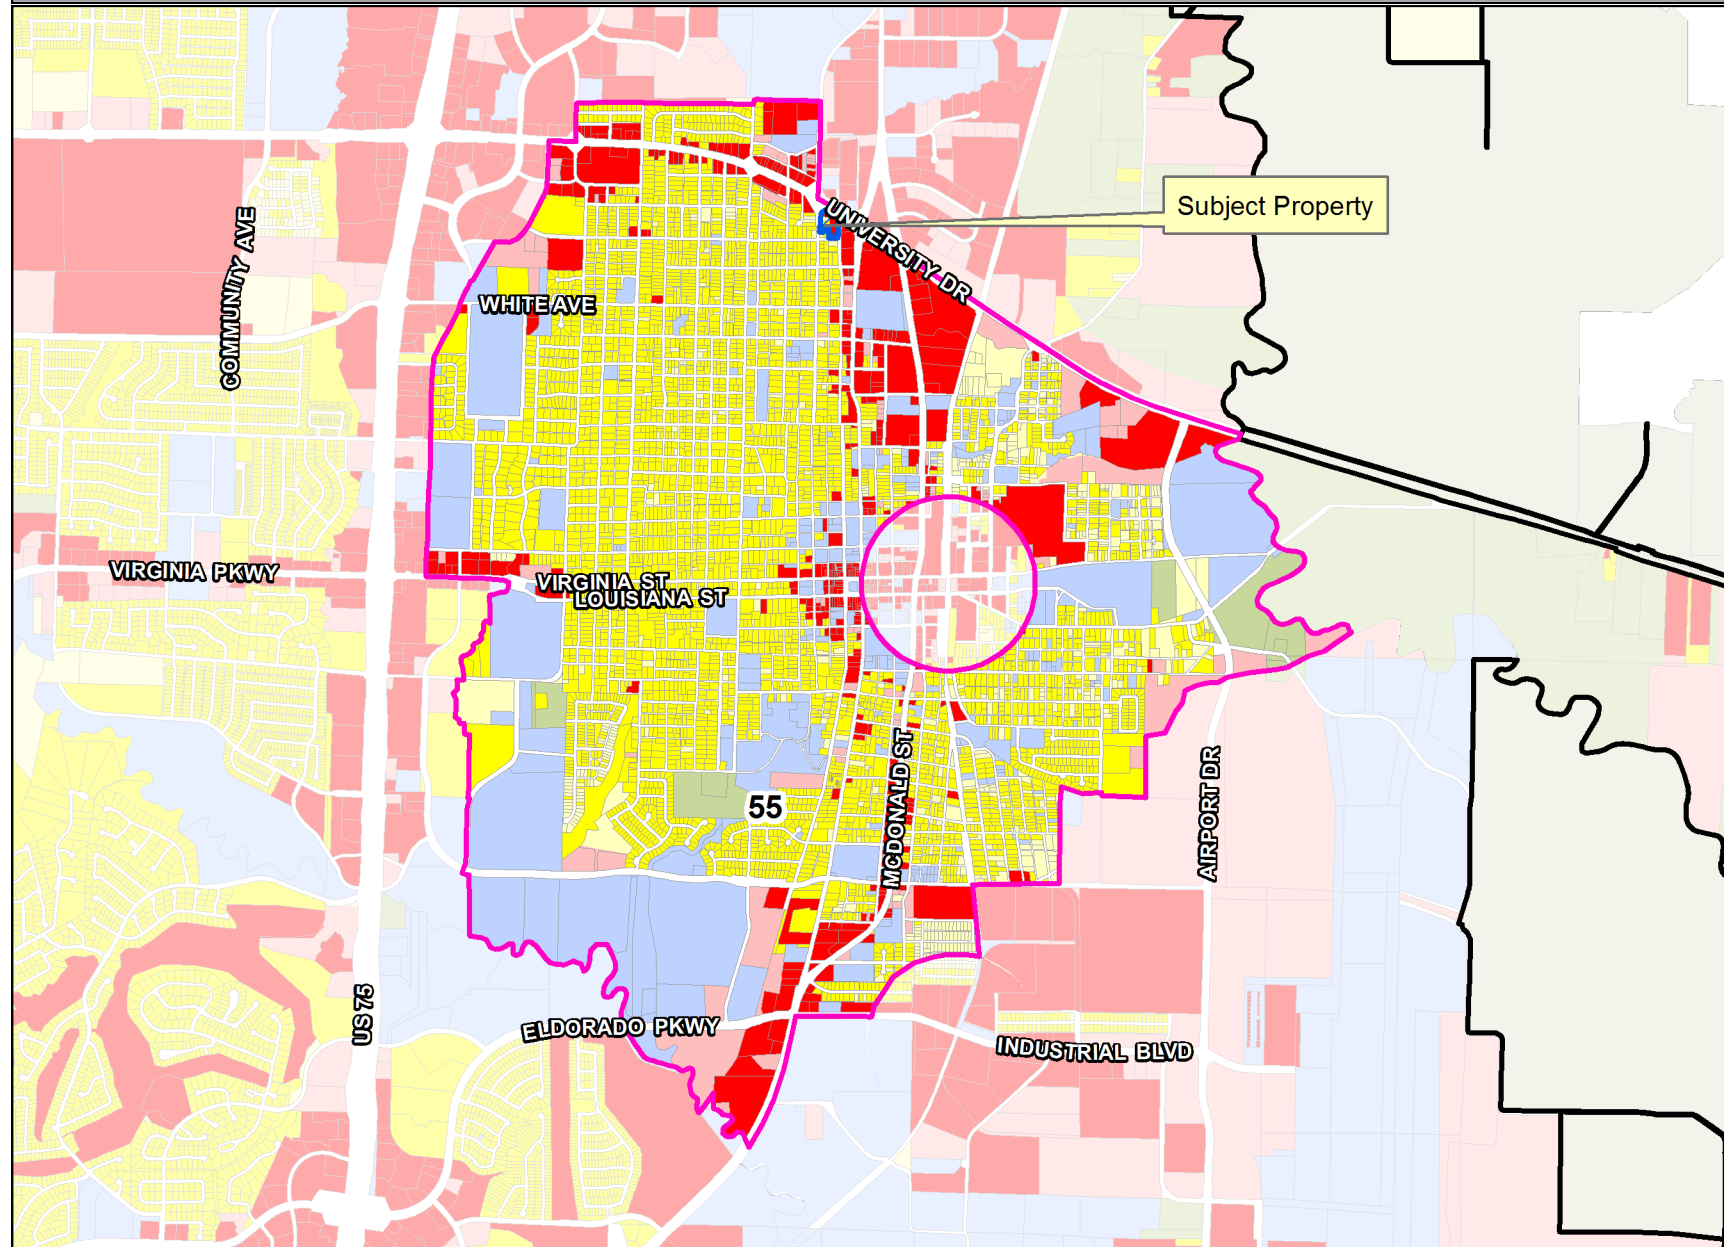 Subject Property
UNIVERSITY DR
COMMUNITY AVE
WHITE AVE
VIRGINIA PKWY
VIRGINIA ST
LOUISIANA ST
MCDONALD ST
55
AIRPORT DR
US 75
ELDORADO PKWY
INDUSTRIAL BLVD